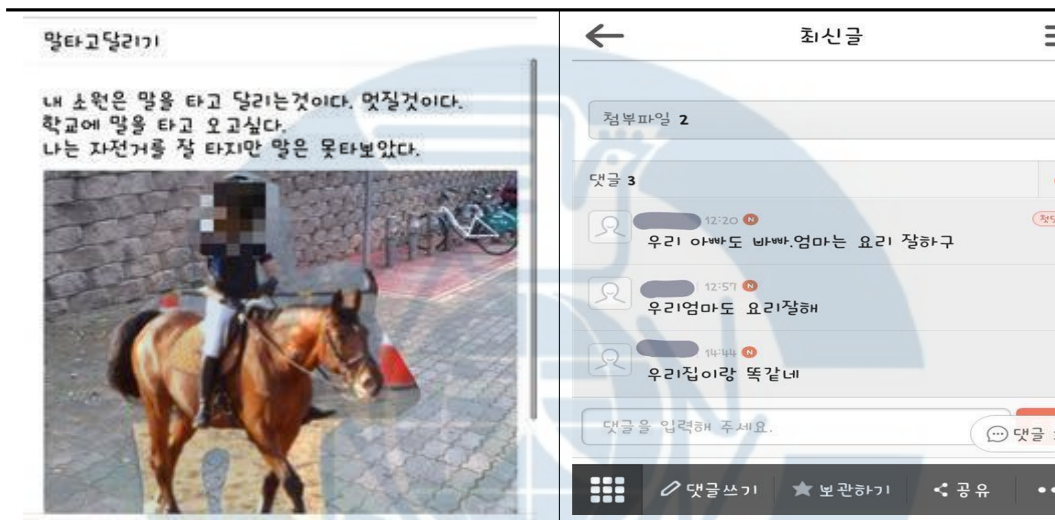 말타고달리기
내 소원은 말을 타고 달리는것이다. 멋질것이다.
학교에 말을 타고 오고싶다.
나는 자전거를 잘 타지만 말은 못타보았다.
최신글
첨부파일 2
댓글 3
12:20 N
우리 아빠도 바빠.엄마는 요리 잘하구
12:57 N
우리엄마도 요리잘해
14:44 N
우리집이랑 똑같네
댓글을 입력해 주세요.
댓글
댓글쓰기 보관하기 공유